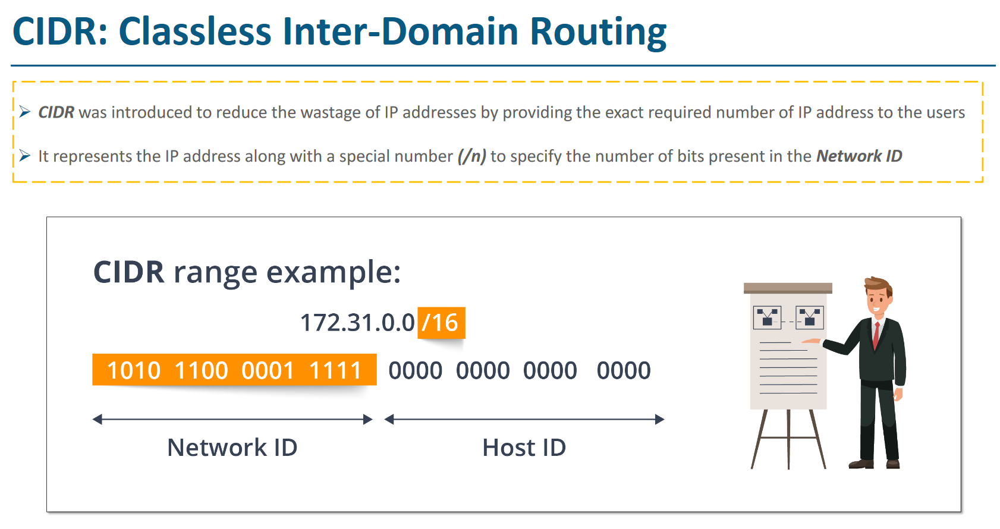 CIDR: Classless Inter-Domain Routing
CIDR was introduced to reduce the wastage of IP addresses by providing the exact required number of IP address to the users
It represents the IP address along with a special number (/n) to specify the number of bits present in the Network ID
CIDR range example:
172.31.0.0 /16
1010 1100 0001 1111 0000 0000 0000 0000
Network ID Host ID